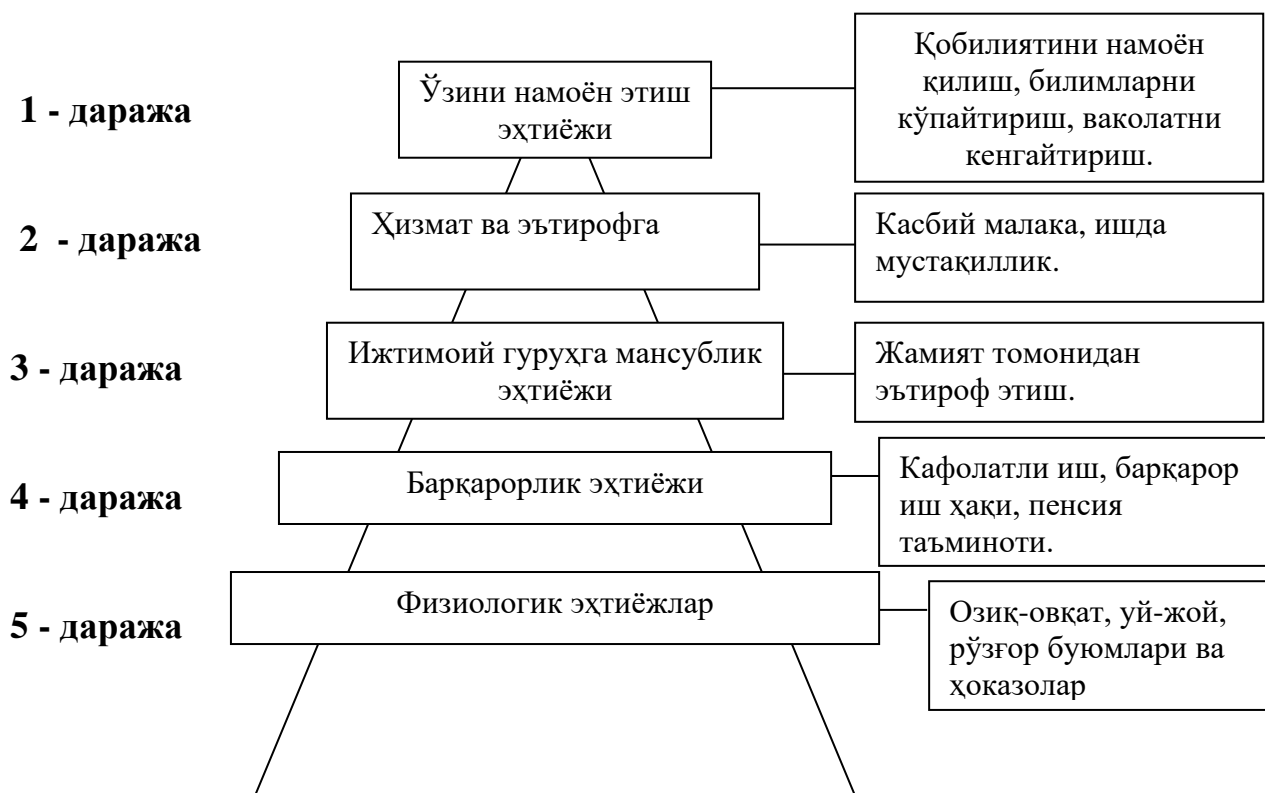 1 - даража
Ўзини намоён этиш
эҳтиёжи
Қобилиятини намоён
қилиш, билимларни
кўпайтириш, ваколатни
кенгайтириш.
2 - даража
Ҳизмат ва эътирофга
Касбий малака, ишда
мустақиллик.
3 - даража
Ижтимоий гуруҳга мансублик
эҳтиёжи
Жамият томонидан
эътироф этиш.
4 - даража
Барқарорлик эҳтиёжи
Кафолатли иш, барқарор
иш ҳақи, пенсия
таъминоти.
5 - даража
Физиологик эҳтиёжлар
Озиқ-овқат, уй-жой,
рўзғор буюмлари ва
ҳоказолар